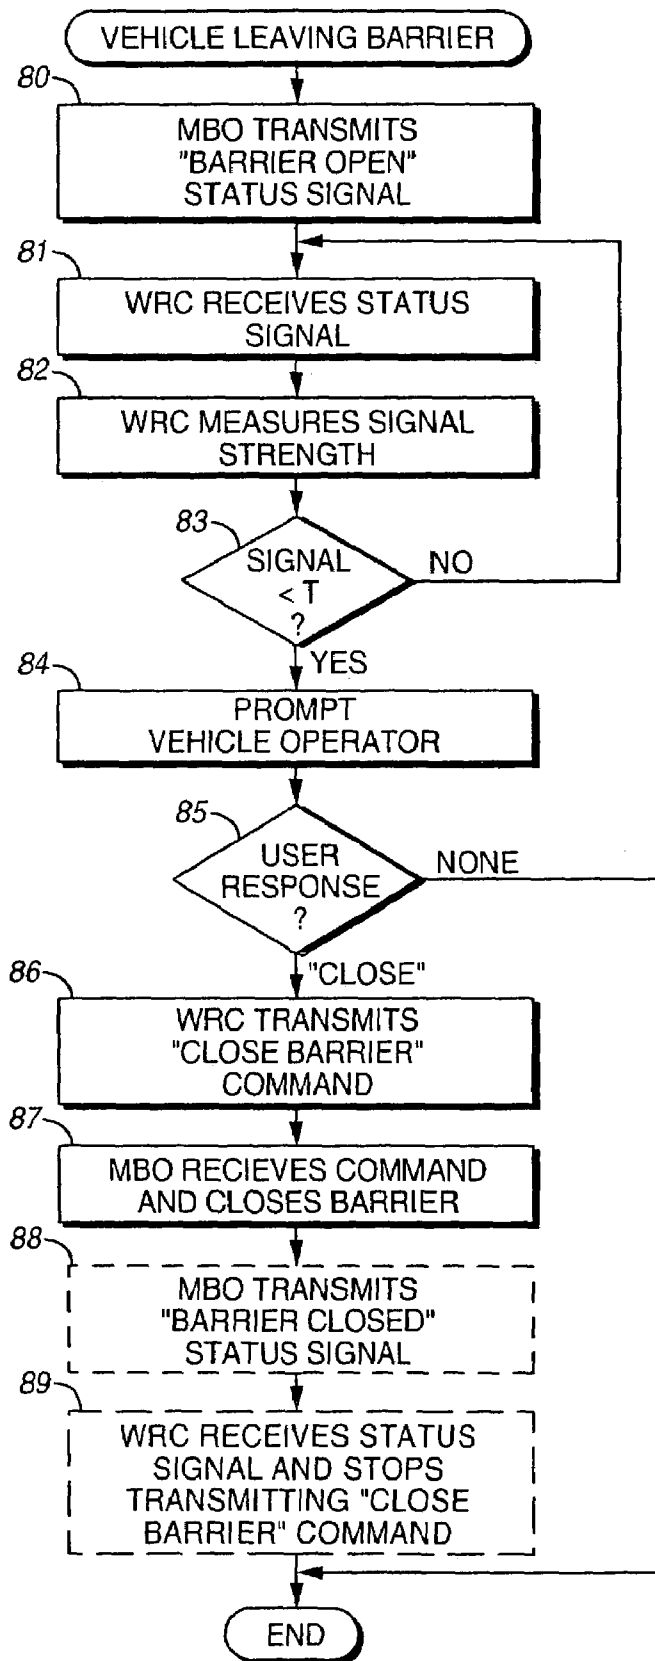 VEHICLE LEAVING BARRIER
80
MBO TRANSMITS
"BARRIER OPEN"
STATUS SIGNAL
81
WRC RECEIVES STATUS
SIGNAL
82
WRC MEASURES SIGNAL
STRENGTH
83
SIGNAL
< T
?
NO
YES
84
PROMPT
VEHICLE OPERATOR
85
USER
RESPONSE
?
NONE
"CLOSE"
86
WRC TRANSMITS
"CLOSE BARRIER"
COMMAND
87
MBO RECIEVES COMMAND
AND CLOSES BARRIER
88
MBO TRANSMITS
"BARRIER CLOSED"
STATUS SIGNAL
89
WRC RECEIVES STATUS
SIGNAL AND STOPS
TRANSMITTING "CLOSE
BARRIER" COMMAND
END